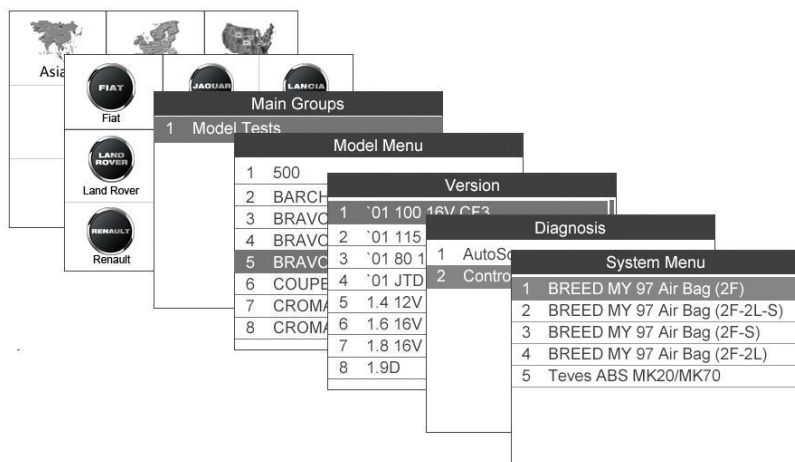 Asia
FIAT
JAGUAR
LANCIA
Fiat
LAND ROVER
Land Rover
RENAULT
Renault
Main Groups
1 Model Tests
Model Menu
1 500
2 BARCH
3 BRAVO
4 BRAVO
5 BRAVO
6 COUPE
7 CROMA
8 CROMA
Version
1 `01 100 16V CF3
2 `01 115
3 `01 80 1
4 `01 JTD
5 1.4 12V
6 1.6 16V
7 1.8 16V
8 1.9D
Diagnosis
1 AutoSc
2 Contro
System Menu
1 BREED MY 97 Air Bag (2F)
2 BREED MY 97 Air Bag (2F-2L-S)
3 BREED MY 97 Air Bag (2F-S)
4 BREED MY 97 Air Bag (2F-2L)
5 Teves ABS MK20/MK70